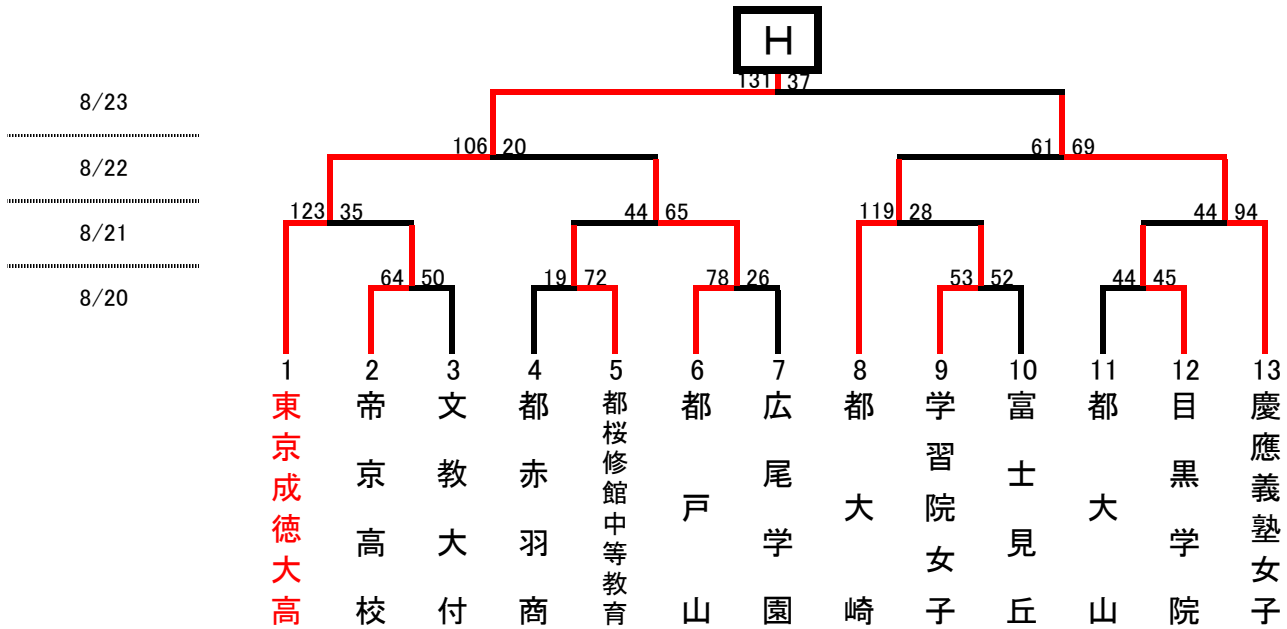 H
131 37
8/23
106 20
61 69
8/22
123 35
44 65
119 28
44 94
8/21
64 50
19 72
78 26
53 52
44 45
8/20
1 2 3 4 5 6 7 8 9 10 11 12 13
東京成徳大高
帝京高校
文教大付
都赤羽商
都桜修館中等教育
都戸山
広尾学園
都大崎
学習院女子
富士見丘
都大山
目黒学院
慶應義塾女子